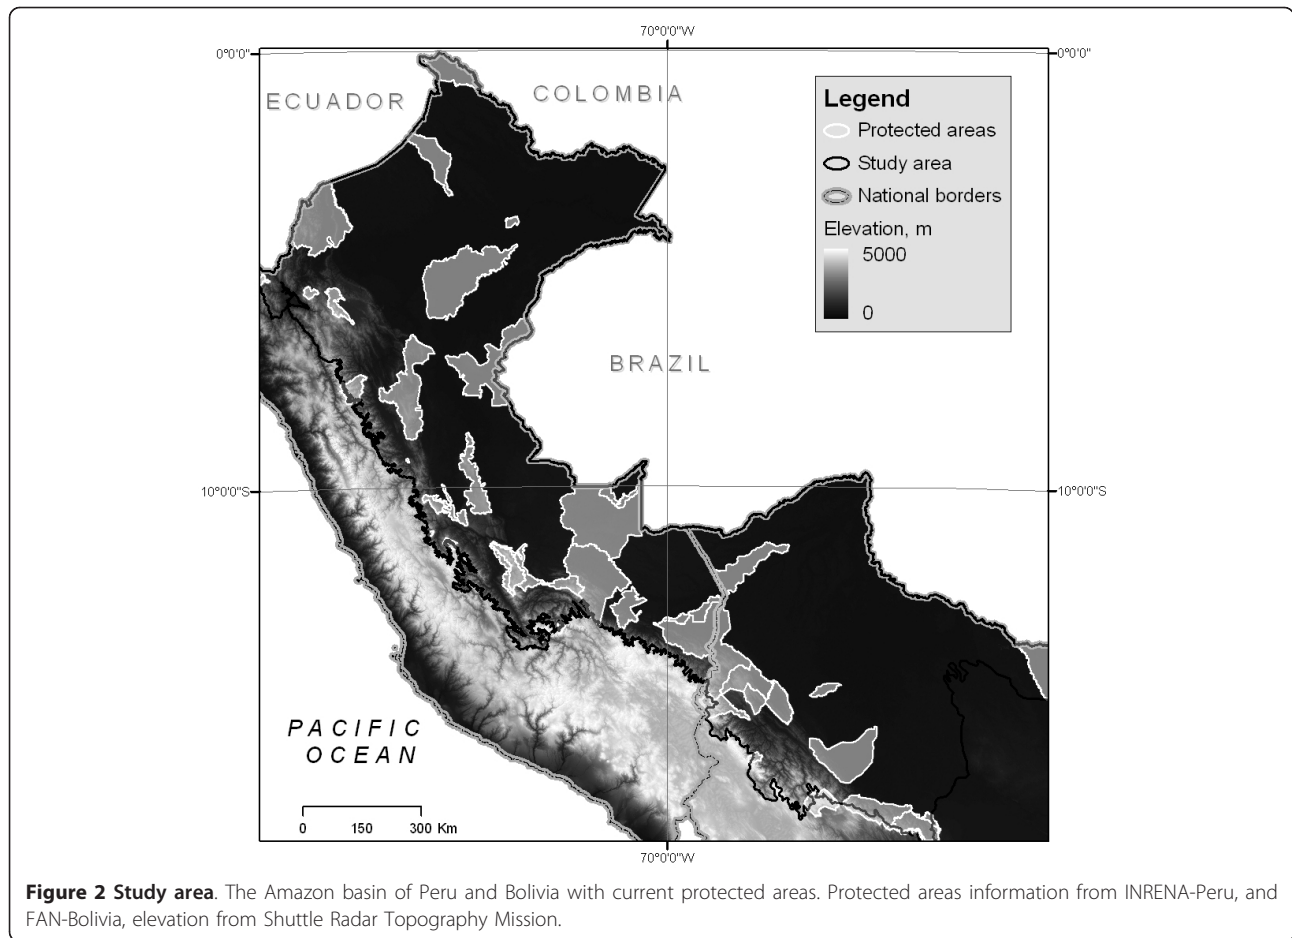 70°0'0"W
0°0'0"
0°0'0"
ECUADOR
COLOMBIA
Legend
Protected areas
Study area
National borders
Elevation, m
5000
0
BRAZIL
10°0'0"S
10°0'0"S
PACIFIC
OCEAN
0 150 300 Km
70°0'0"W
Figure 2 Study area. The Amazon basin of Peru and Bolivia with current protected areas. Protected areas information from INRENA-Peru, and
FAN-Bolivia, elevation from Shuttle Radar Topography Mission.